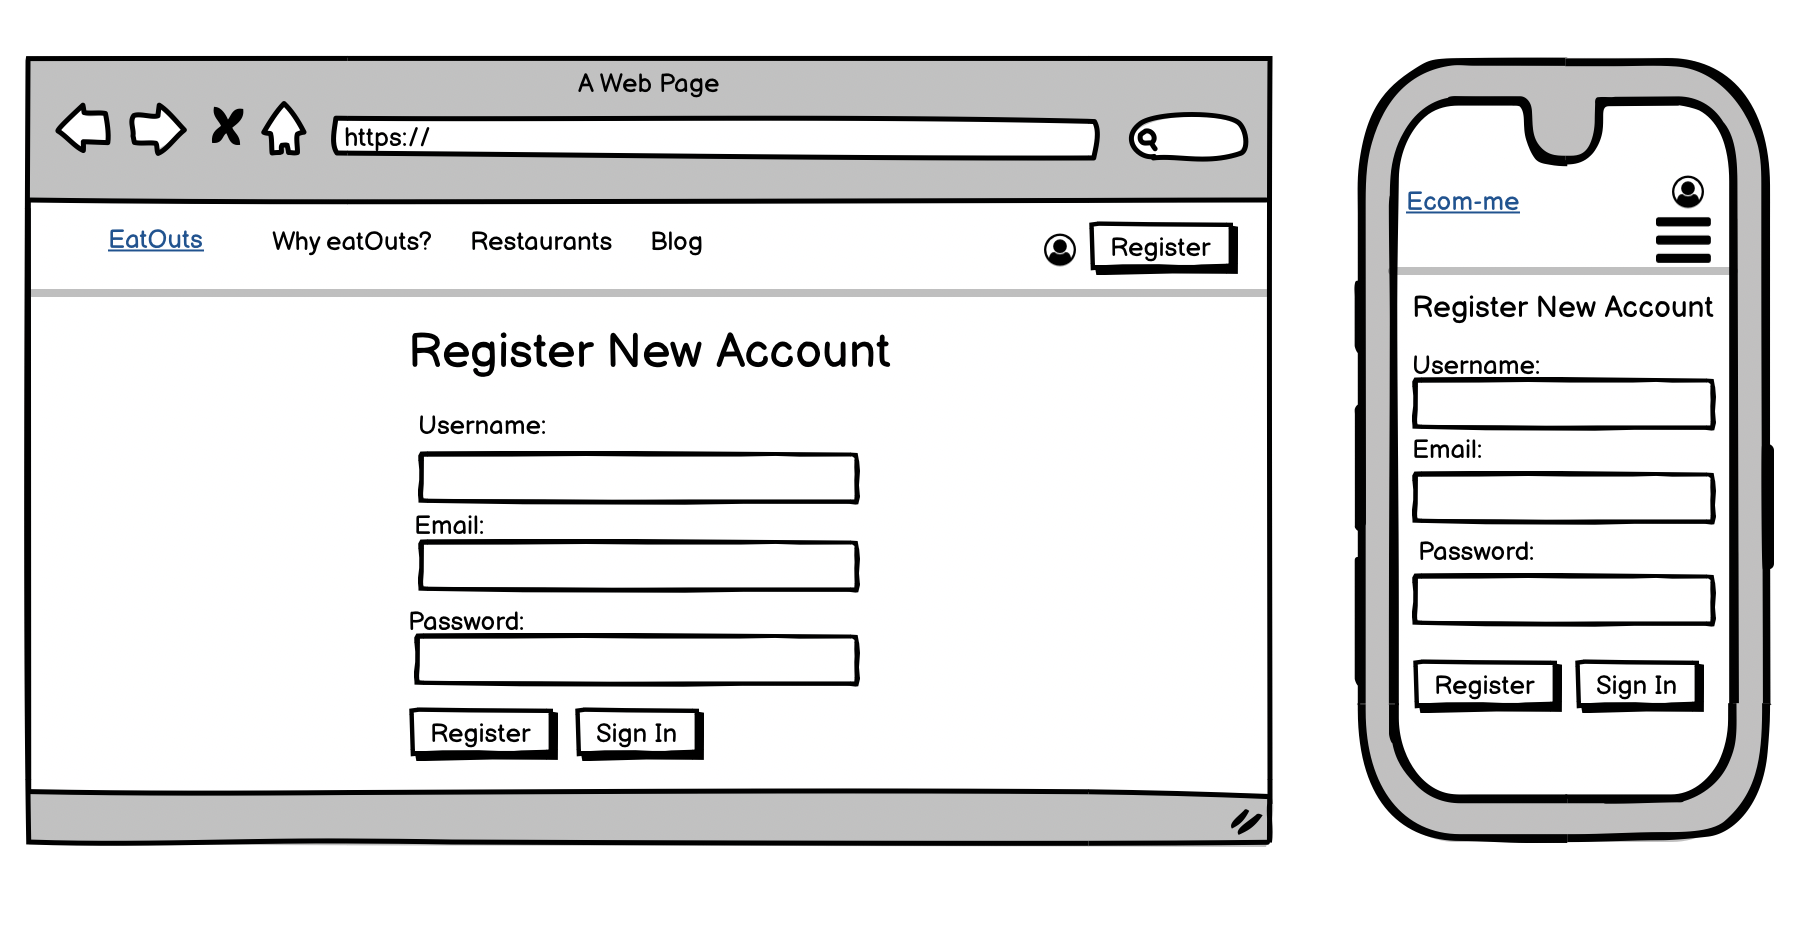 A Web Page
https://
EatOuts Why eatOuts? Restaurants Blog Register
Register New Account
Username:
Email:
Password:
Register Sign In
Ecom-me
Register New Account
Username:
Email:
Password:
Register Sign In